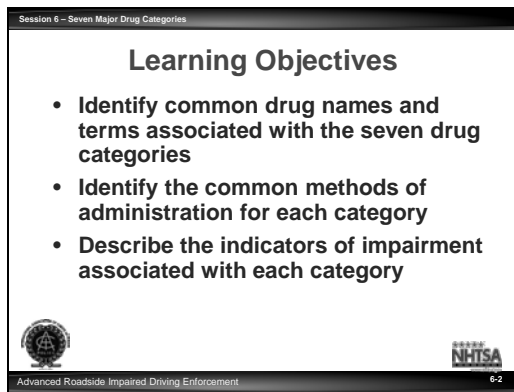 Session 6 – Seven Major Drug Categories
Learning Objectives
• Identify common drug names and
terms associated with the seven drug
categories
• Identify the common methods of
administration for each category
• Describe the indicators of impairment
associated with each category
NHTSA
Advanced Roadside Impaired Driving Enforcement
6-2